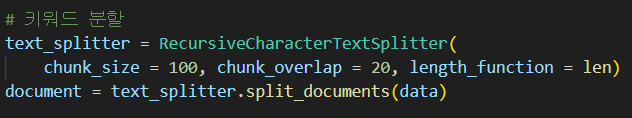 # 키워드 분할
text_splitter = RecursiveCharacterTextSplitter(
    chunk_size = 100, chunk_overlap = 20, length_function = len)
document = text_splitter.split_documents(data)